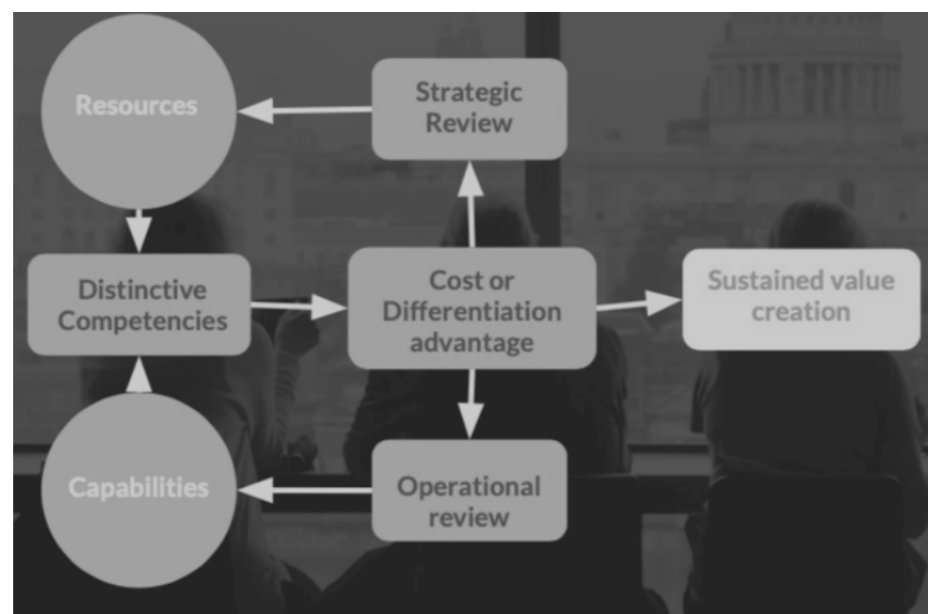 Resources
Strategic
Review
Distinctive
Competencies
Cost or
Differentiation
advantage
Sustained value
creation
Capabilities
Operational
review